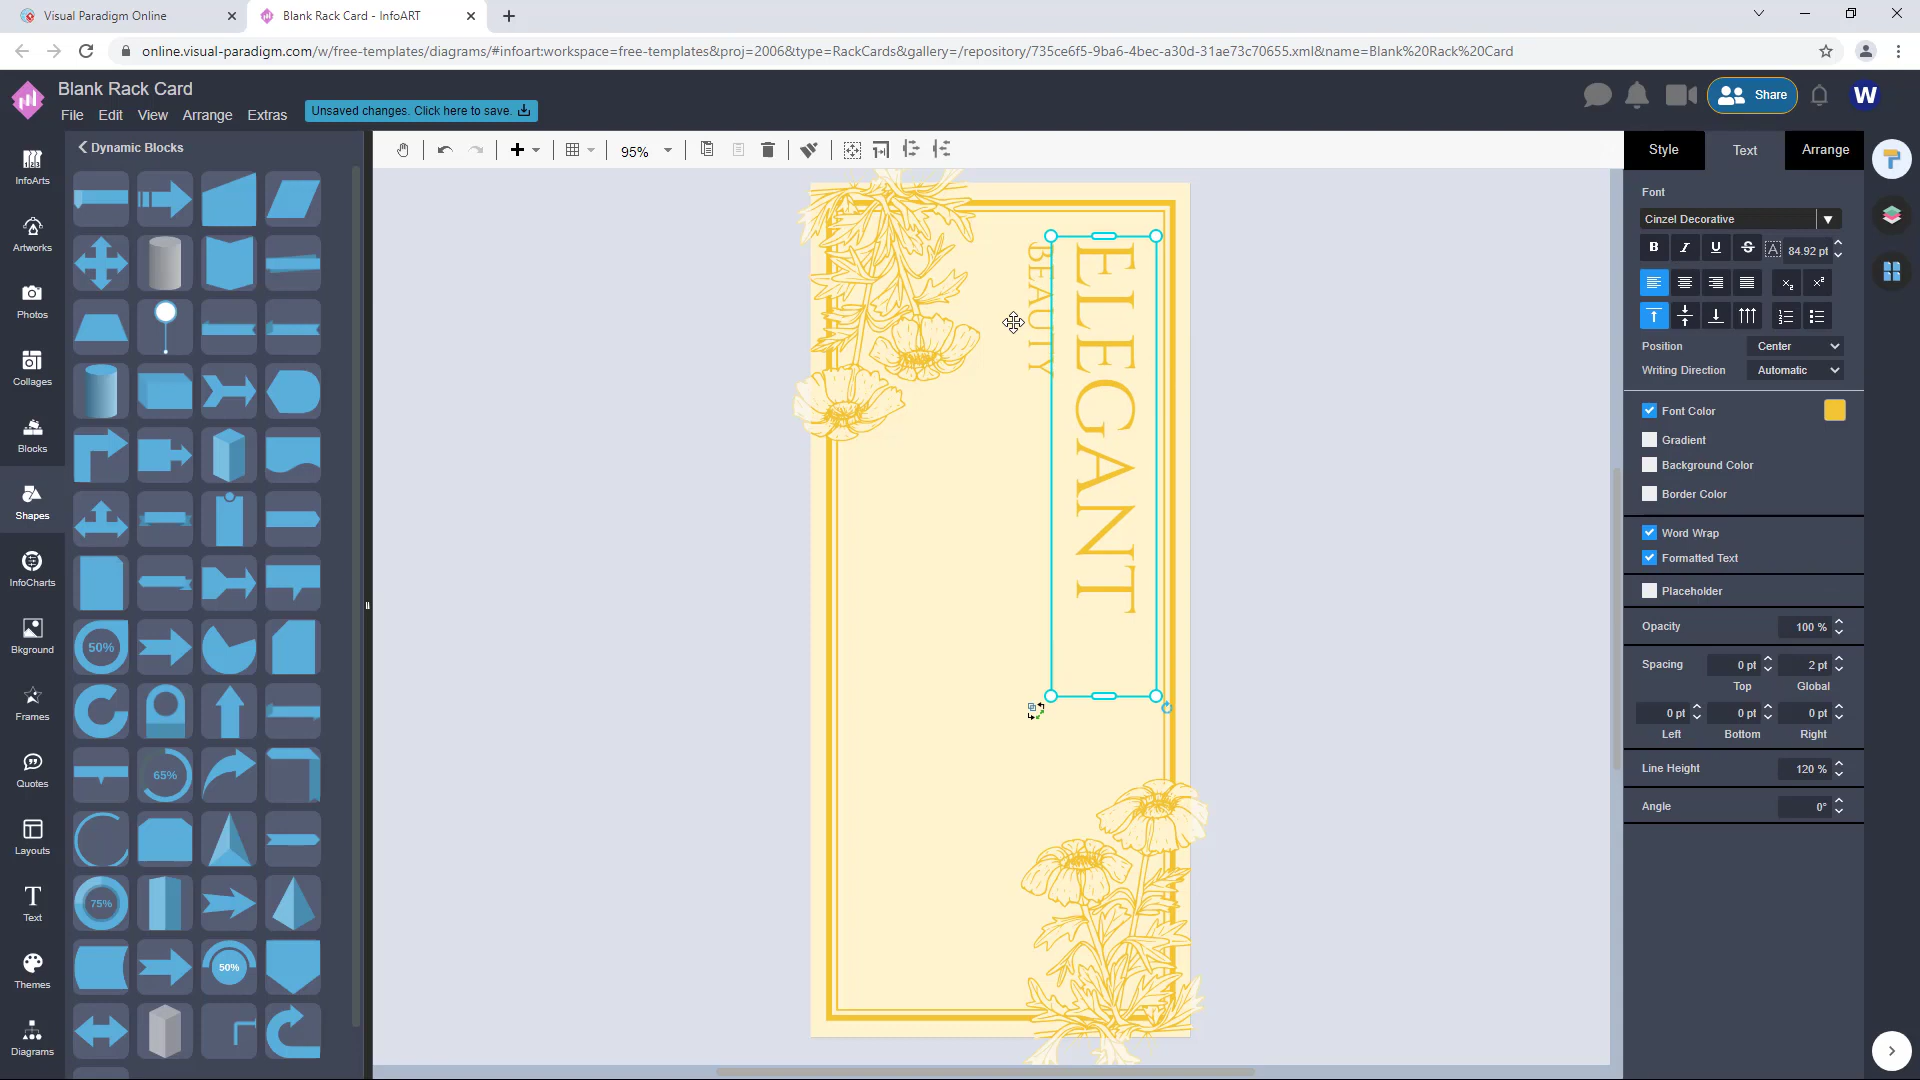 Visual Paradigm Online
Blank Rack Card - InfoART
online.visual-paradigm.com/w/free-templates/diagrams/#infoart:workspace=free-templates&proj=2006&type=RackCards&gallery=/repository/735ce6f5-9ba6-4bec-a30d-31ae73c70655.xml&name=Blank%20Rack%20Card
Blank Rack Card
File Edit View Arrange Extras
Unsaved changes. Click here to save.
Share
W
InfoArts
Artworks
Photos
Collages
Blocks
Shapes
InfoCharts
Bkground
Frames
Quotes
Layouts
Text
Themes
Diagrams
Dynamic Blocks
50%
65%
75%
50%
95%
ELEGANT
BEAUTY
Style Text Arrange
Font
Cinzel Decorative
B I U S A 84.92 pt
Position Center
Writing Direction Automatic
Font Color
Gradient
Background Color
Border Color
Word Wrap
Formatted Text
Placeholder
Opacity 100 %
Spacing 0 pt 2 pt
Top Global
0 pt 0 pt 0 pt
Left Bottom Right
Line Height 120 %
Angle 0°